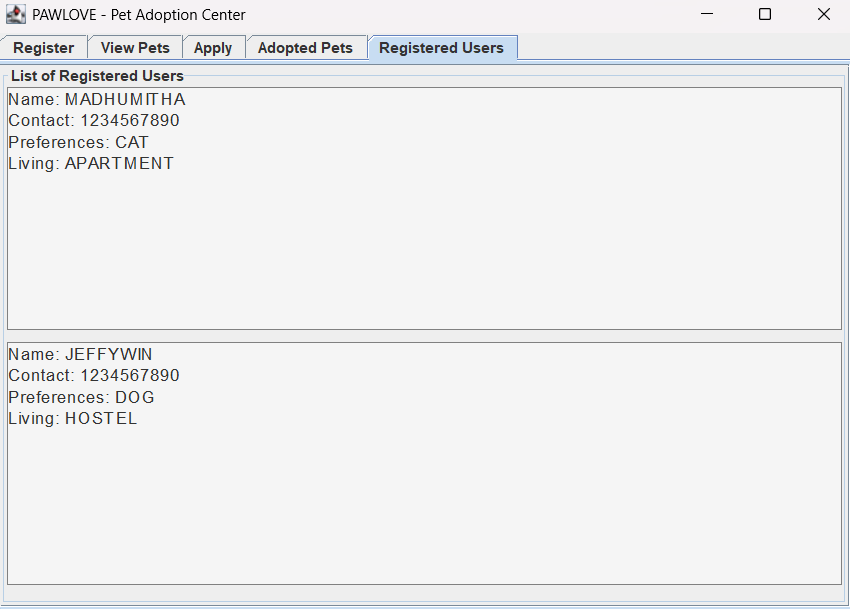 PAWLOVE - Pet Adoption Center
Register View Pets Apply Adopted Pets Registered Users
List of Registered Users
Name: MADHUMITHA
Contact: 1234567890
Preferences: CAT
Living: APARTMENT
Name: JEFFYWIN
Contact: 1234567890
Preferences: DOG
Living: HOSTEL